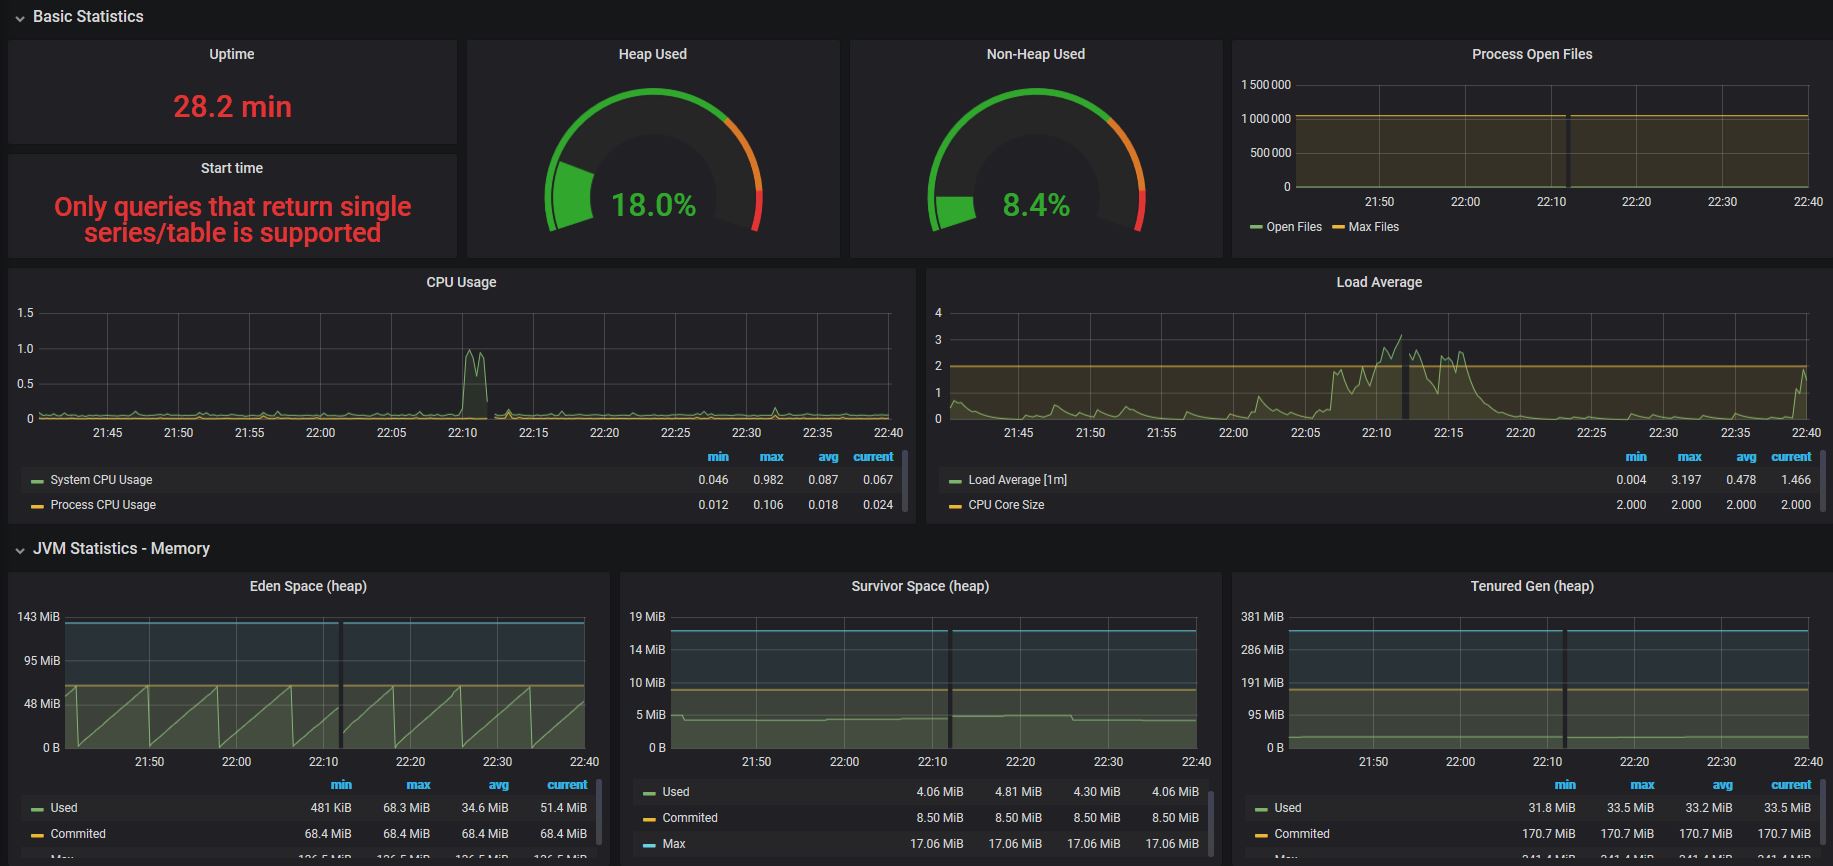 Basic Statistics
Uptime
28.2 min
Start time
Only queries that return single
series/table is supported
Heap Used
18.0%
Non-Heap Used
8.4%
Process Open Files
1 500 000
1 000 000
500 000
0
21:50 22:00 22:10 22:20 22:30 22:40
Open Files Max Files
CPU Usage
1.5
1.0
0.5
0
21:45 21:50 21:55 22:00 22:05 22:10 22:15 22:20 22:25 22:30 22:35 22:40
min max avg current
System CPU Usage 0.046 0.982 0.087 0.067
Process CPU Usage 0.012 0.106 0.018 0.024
Load Average
4
3
2
1
0
21:45 21:50 21:55 22:00 22:05 22:10 22:15 22:20 22:25 22:30 22:35 22:40
min max avg current
Load Average [1m] 0.004 3.197 0.478 1.466
CPU Core Size 2.000 2.000 2.000 2.000
JVM Statistics - Memory
Eden Space (heap)
143 MiB
95 MiB
48 MiB
0 B
21:50 22:00 22:10 22:20 22:30 22:40
min max avg current
Used 481 KiB 68.3 MiB 34.6 MiB 51.4 MiB
Commited 68.4 MiB 68.4 MiB 68.4 MiB 68.4 MiB
Survivor Space (heap)
19 MiB
14 MiB
10 MiB
5 MiB
0 B
21:50 22:00 22:10 22:20 22:30 22:40
Used 4.06 MiB 4.81 MiB 4.30 MiB 4.06 MiB
Commited 8.50 MiB 8.50 MiB 8.50 MiB 8.50 MiB
Max 17.06 MiB 17.06 MiB 17.06 MiB 17.06 MiB
Tenured Gen (heap)
381 MiB
286 MiB
191 MiB
95 MiB
0 B
21:50 22:00 22:10 22:20 22:30 22:40
min max avg current
Used 31.8 MiB 33.5 MiB 33.2 MiB 33.5 MiB
Commited 170.7 MiB 170.7 MiB 170.7 MiB 170.7 MiB